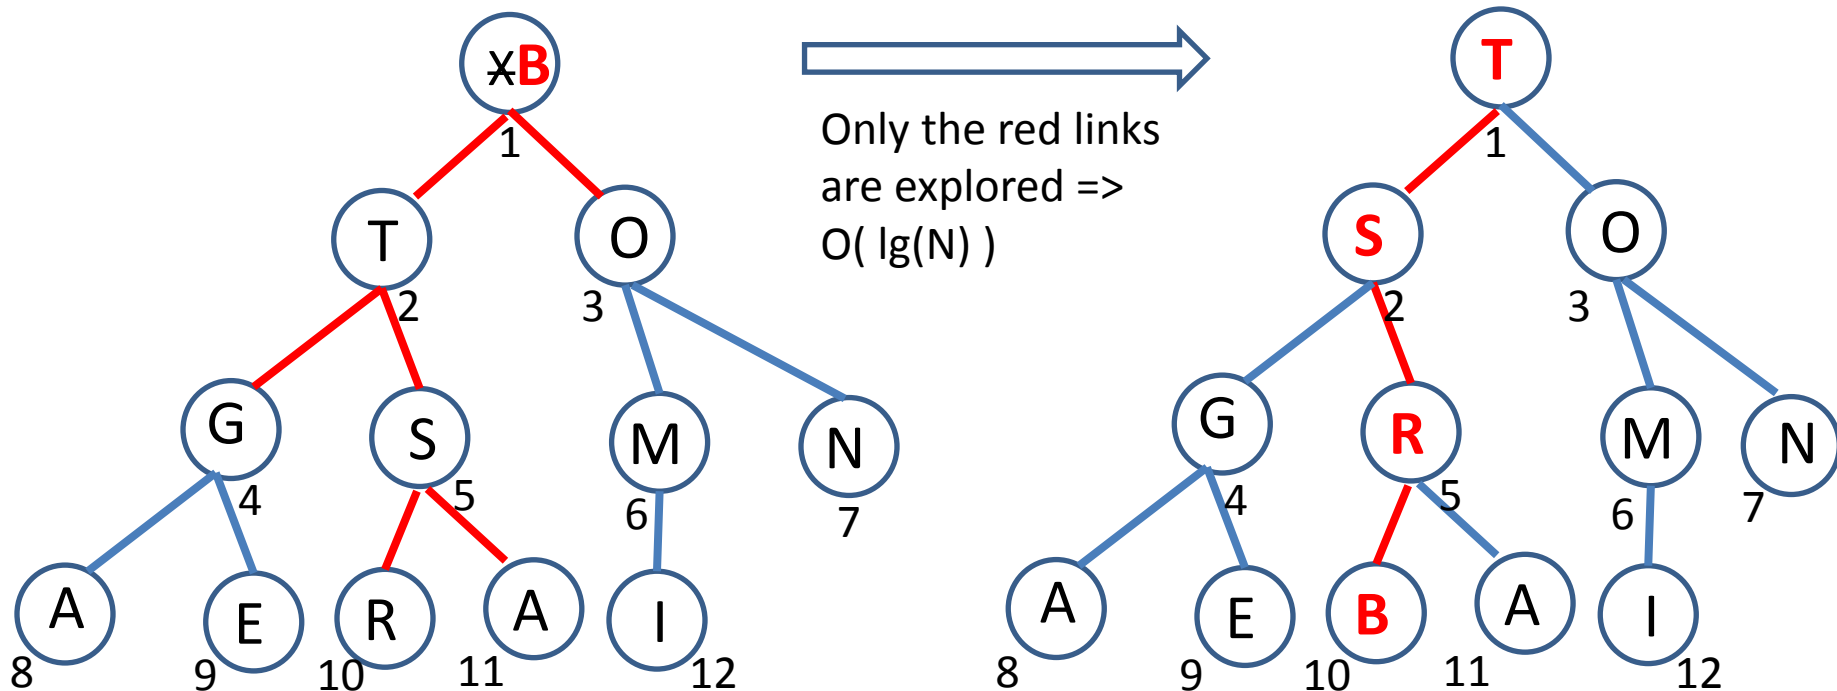 XB
1
T
O
2
3
G
S
M
N
4
5
6
7
A
E
R
A
I
8
9
10
11
12
Only the red links
are explored =>
O( lg(N) )
T
1
S
O
2
3
G
R
M
N
4
5
6
7
A
E
B
A
I
8
9
10
11
12